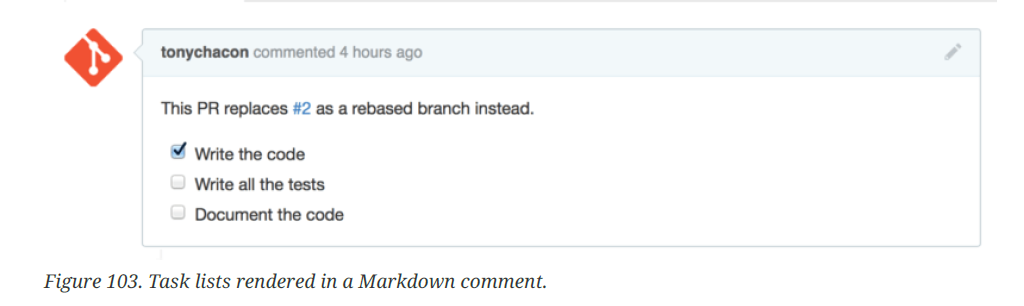 tonychacon commented 4 hours ago
This PR replaces #2 as a rebased branch instead.
Write the code
Write all the tests
Document the code
Figure 103. Task lists rendered in a Markdown comment.